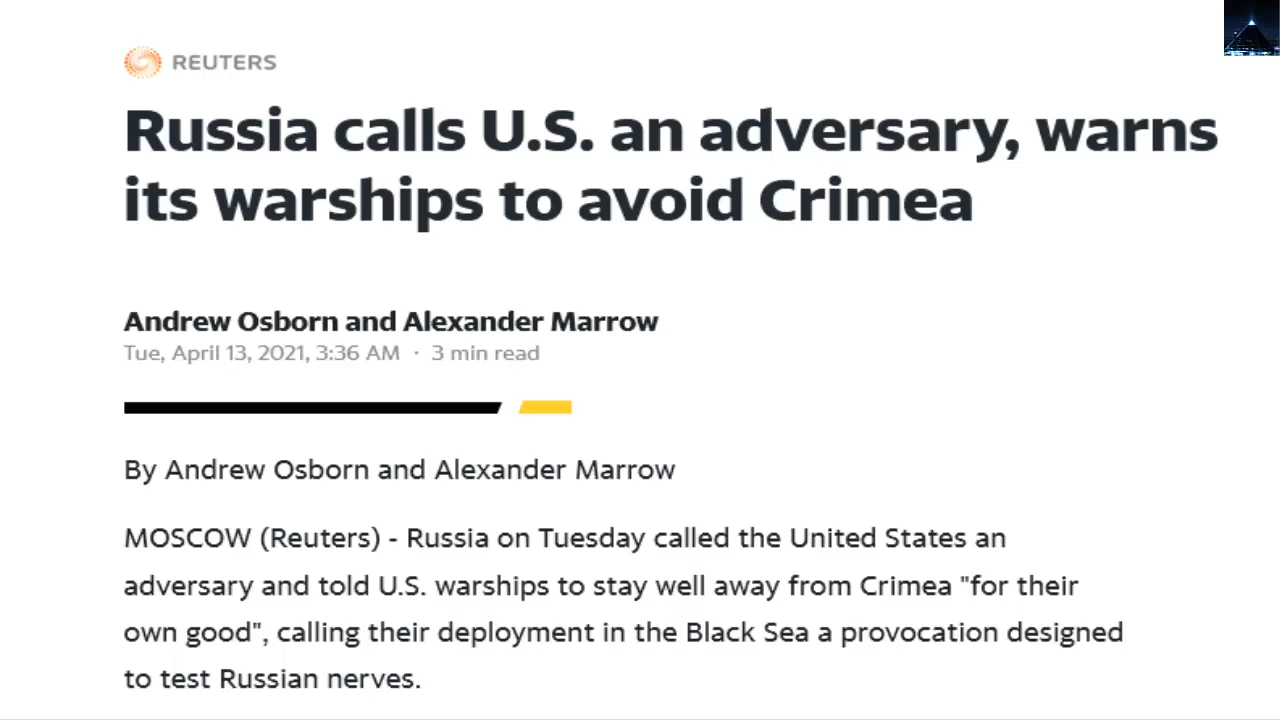 REUTERS
Russia calls U.S. an adversary, warns
its warships to avoid Crimea
Andrew Osborn and Alexander Marrow
Tue, April 13, 2021, 3:36 AM · 3 min read
By Andrew Osborn and Alexander Marrow
MOSCOW (Reuters) - Russia on Tuesday called the United States an
adversary and told U.S. warships to stay well away from Crimea "for their
own good", calling their deployment in the Black Sea a provocation designed
to test Russian nerves.